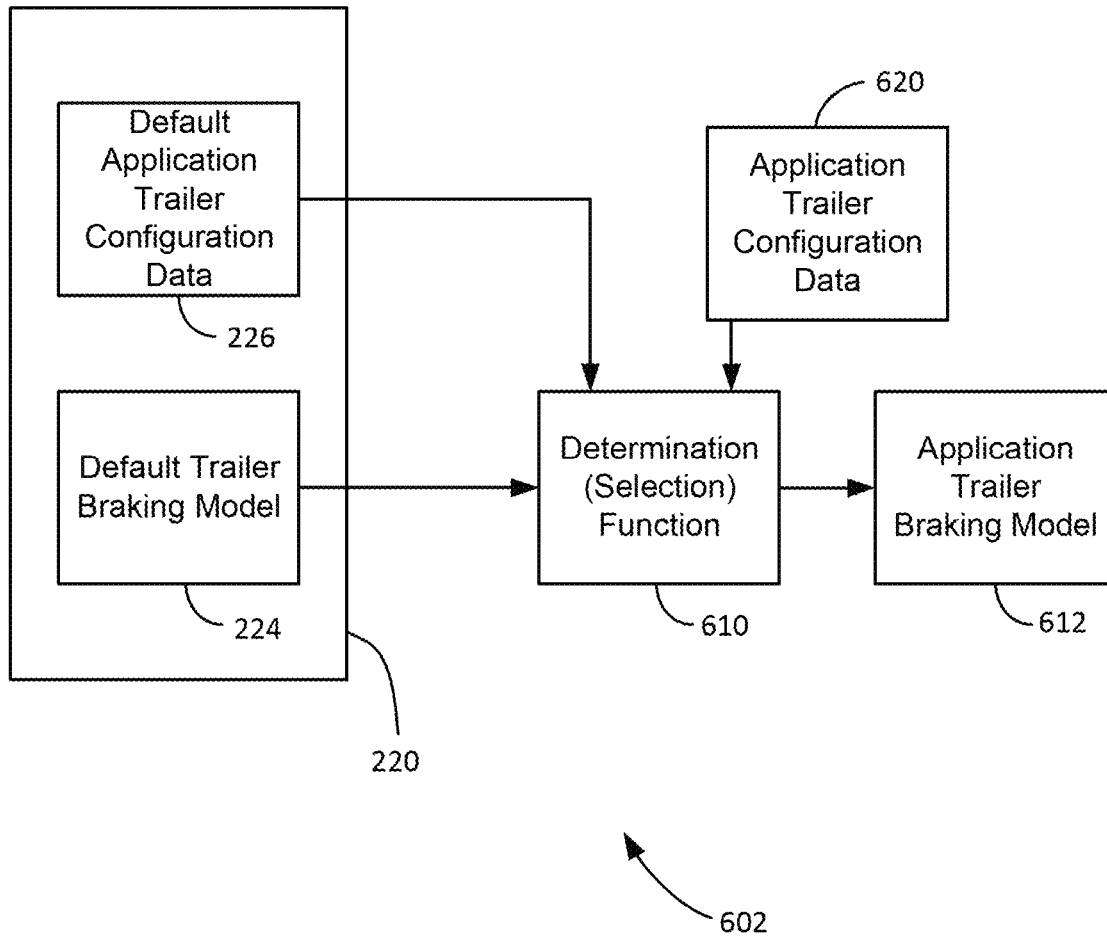 Default
Application
Trailer
Configuration
Data
226
620
Application
Trailer
Configuration
Data
Default Trailer
Braking Model
224
Determination
(Selection)
Function
610
Application
Trailer
Braking Model
612
220
602